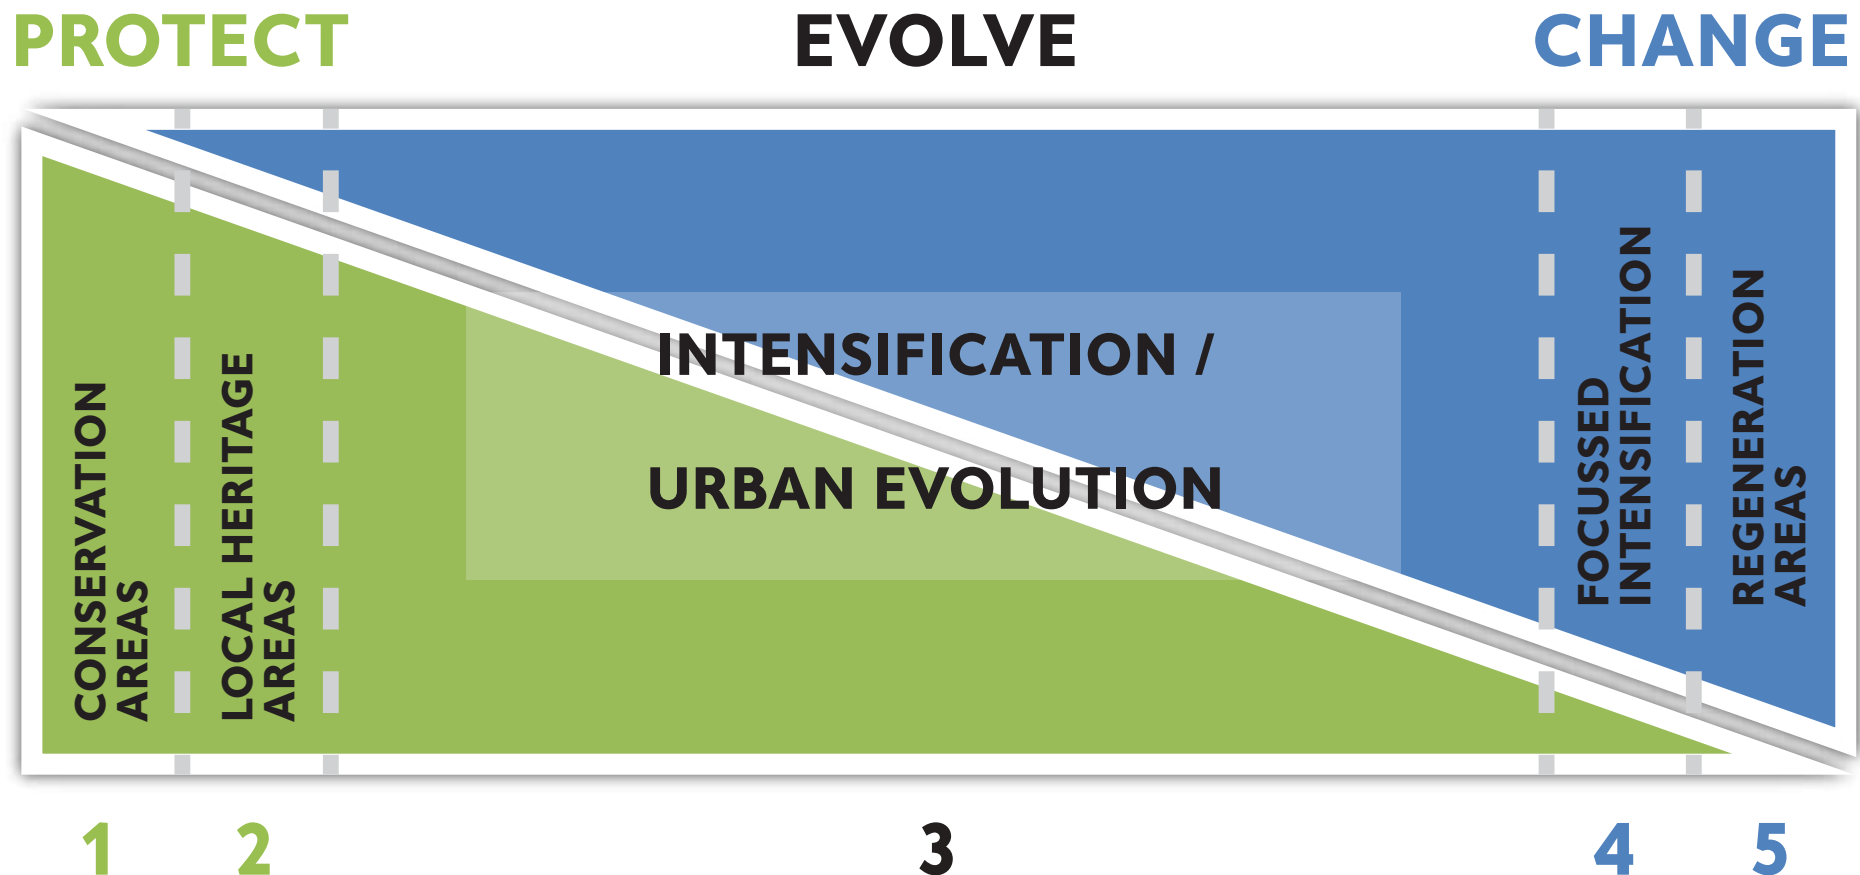 PROTECT
EVOLVE
CHANGE
CONSERVATION
AREAS
LOCAL HERITAGE
AREAS
INTENSIFICATION /
URBAN EVOLUTION
FOCUSSED
INTENSIFICATION
REGENERATION
AREAS
1
2
3
4
5